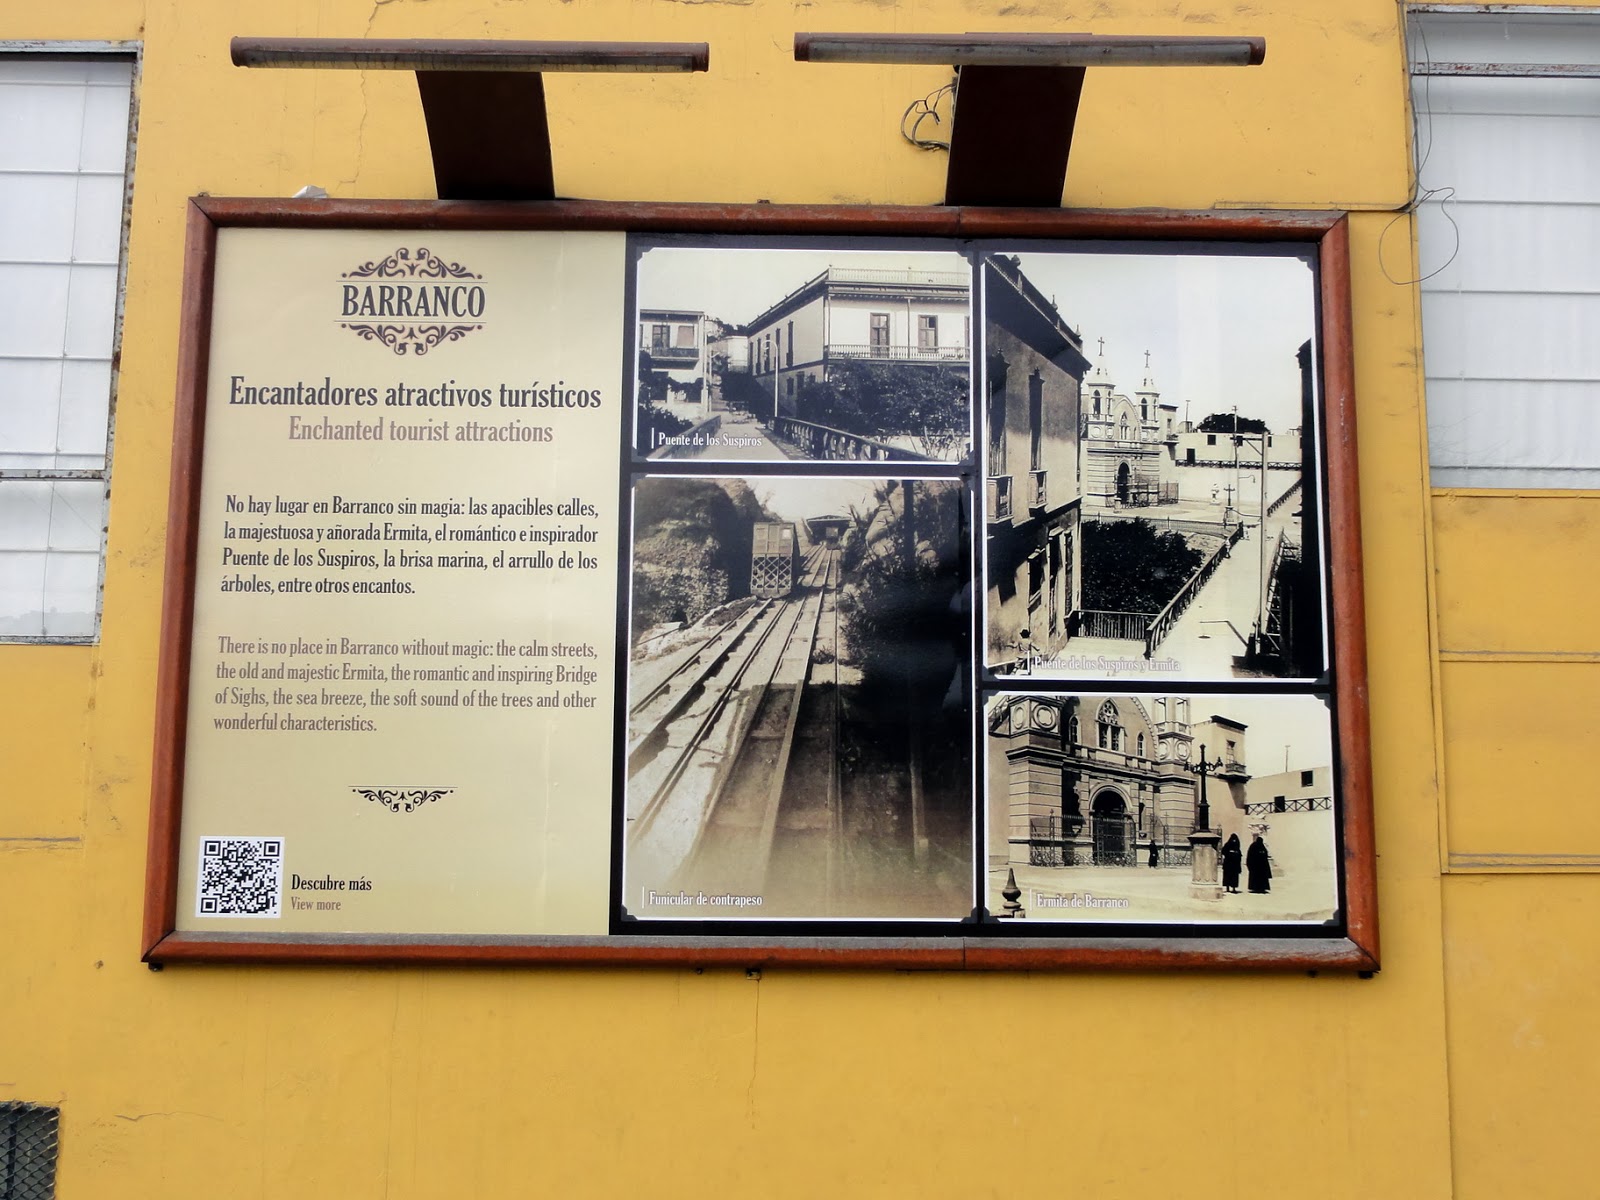 BARRANCO
Encantadores atractivos turísticos
Enchanted tourist attractions
No hay lugar en Barranco sin magia: las apacibles calles,
la majestuosa y añorada Ermita, el romántico e inspirador
Puente de los Suspiros, la brisa marina, el arrullo de los
árboles, entre otros encantos.
There is no place in Barranco without magic: the calm streets,
the old and majestic Ermita, the romantic and inspiring Bridge
of Sighs, the sea breeze, the soft sound of the trees and other
wonderful characteristics.
Descubre más
View more
Puente de los Suspiros
Funicular de contrapeso
Puente de los Suspiros y Ermita
Ermita de Barranco